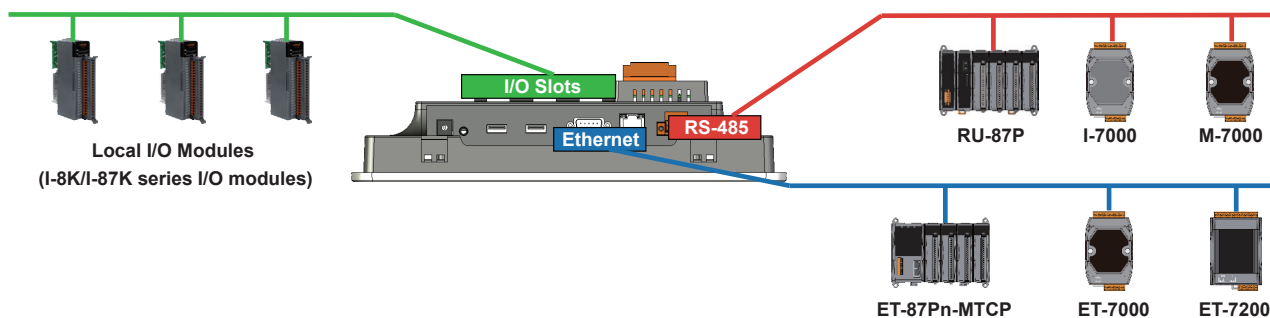 I/O Slots
Ethernet
RS-485
Local I/O Modules
(I-8K/I-87K series I/O modules)
RU-87P
I-7000
M-7000
ET-87Pn-MTCP
ET-7000
ET-7200